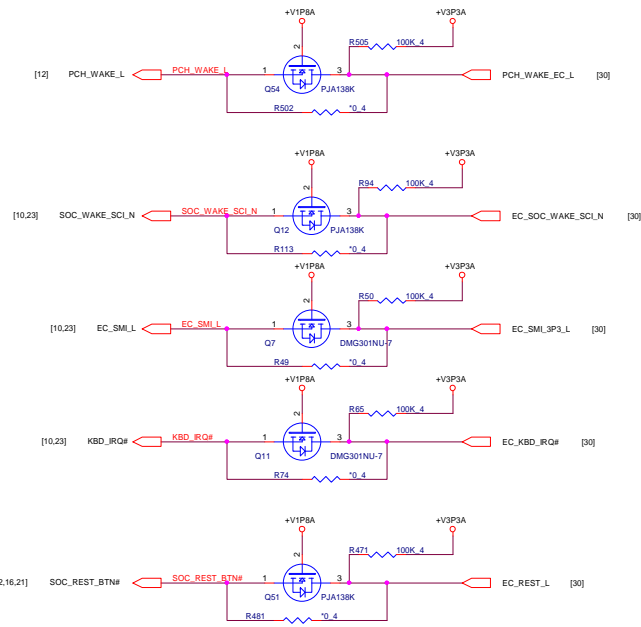 +V1P8A +V3P3A
R505 100K_4
2
[12] PCH_WAKE_L PCH_WAKE_L 1 3 PCH_WAKE_EC_L [30]
Q54 PJA138K
R502 *0_4
+V1P8A +V3P3A
R94 100K_4
2
[10,23] SOC_WAKE_SCI_N SOC_WAKE_SCI_N 1 3 EC_SOC_WAKE_SCI_N [30]
Q12 PJA138K
R113 *0_4
+V1P8A +V3P3A
R50 100K_4
2
[10,23] EC_SMI_L EC_SMI_L 1 3 EC_SMI_3P3_L [30]
Q7 DMG301NU-7
R49 *0_4
+V1P8A +V3P3A
R65 100K_4
2
[10,23] KBD_IRQ# KBD_IRQ# 1 3 EC_KBD_IRQ# [30]
Q11 DMG301NU-7
R74 *0_4
+V1P8A +V3P3A
R471 100K_4
2
2,16,21] SOC_REST_BTN# SOC_REST_BTN# 1 3 EC_REST_L [30]
Q51 PJA138K
R481 *0_4